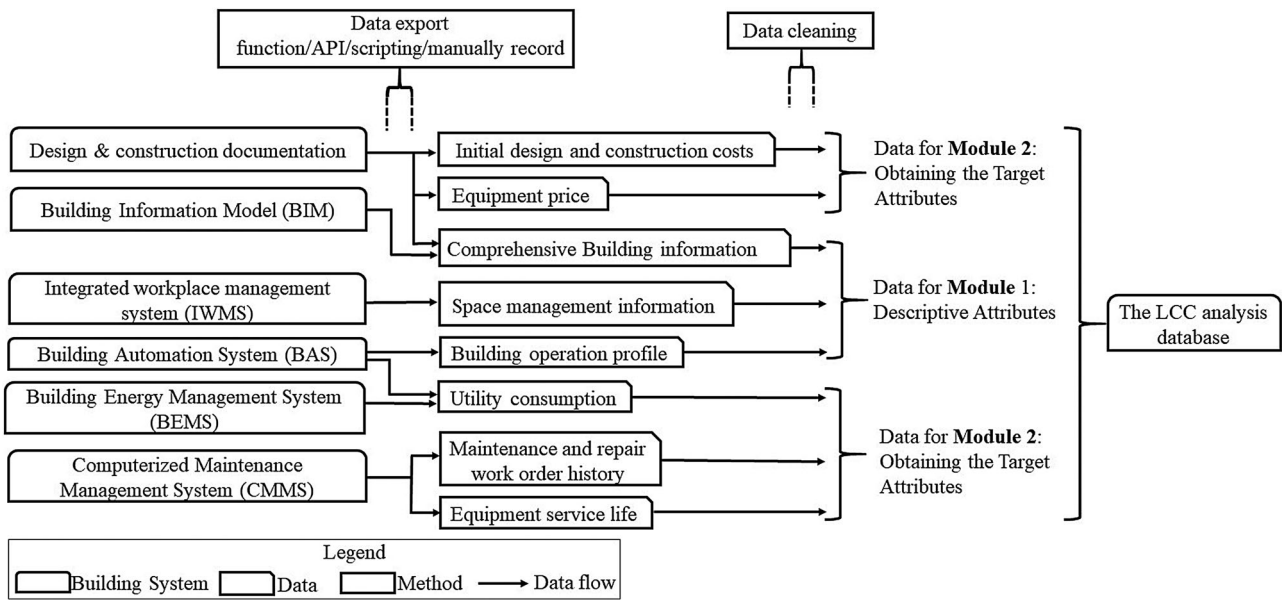 Data export
function/API/scripting/manually record
Data cleaning
Design & construction documentation
Building Information Model (BIM)
Integrated workplace management
system (IWMS)
Building Automation System (BAS)
Building Energy Management System
(BEMS)
Computerized Maintenance
Management System (CMMS)
Initial design and construction costs
Equipment price
Comprehensive Building information
Space management information
Building operation profile
Utility consumption
Maintenance and repair
work order history
Equipment service life
Data for Module 2:
Obtaining the Target
Attributes
Data for Module 1:
Descriptive Attributes
Data for Module 2:
Obtaining the Target
Attributes
The LCC analysis
database
Legend
Building System
Data
Method
Data flow